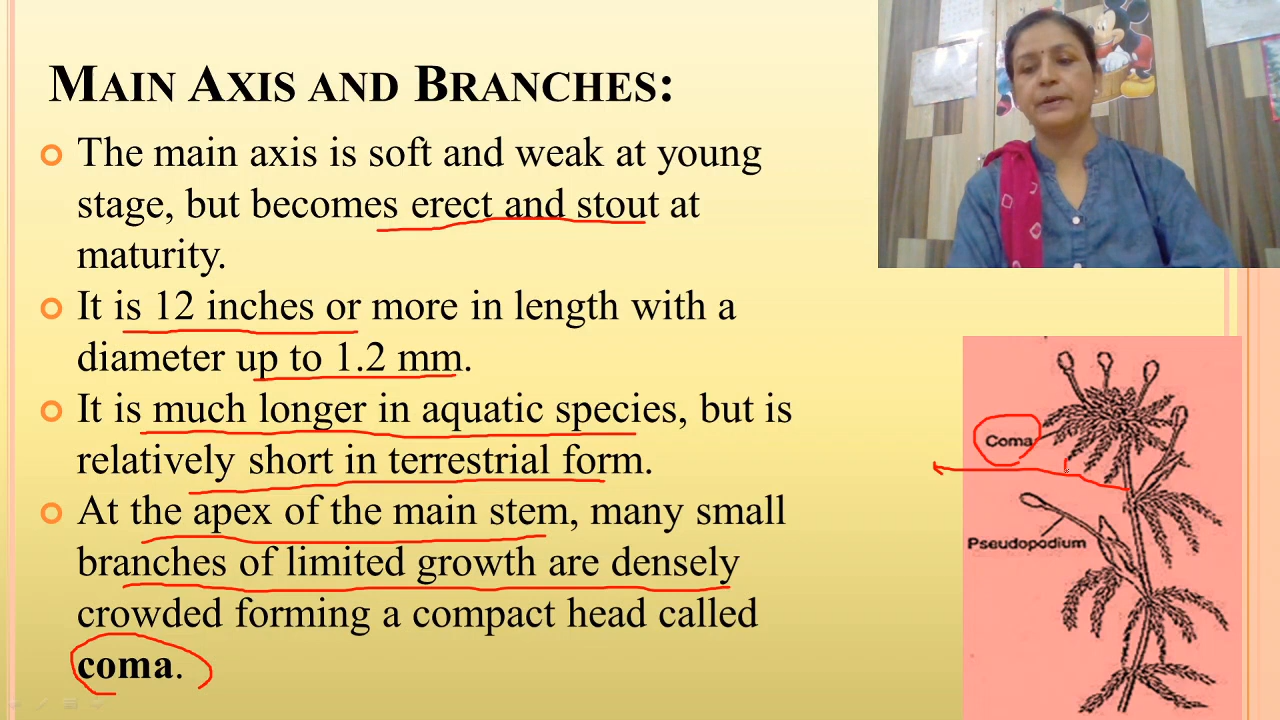 MAIN AXIS AND BRANCHES:
The main axis is soft and weak at young
stage, but becomes erect and stout at
maturity.
It is 12 inches or more in length with a
diameter up to 1.2 mm.
It is much longer in aquatic species, but is
relatively short in terrestrial form.
At the apex of the main stem, many small
branches of limited growth are densely
crowded forming a compact head called
coma.
Coma
Pseudopodium